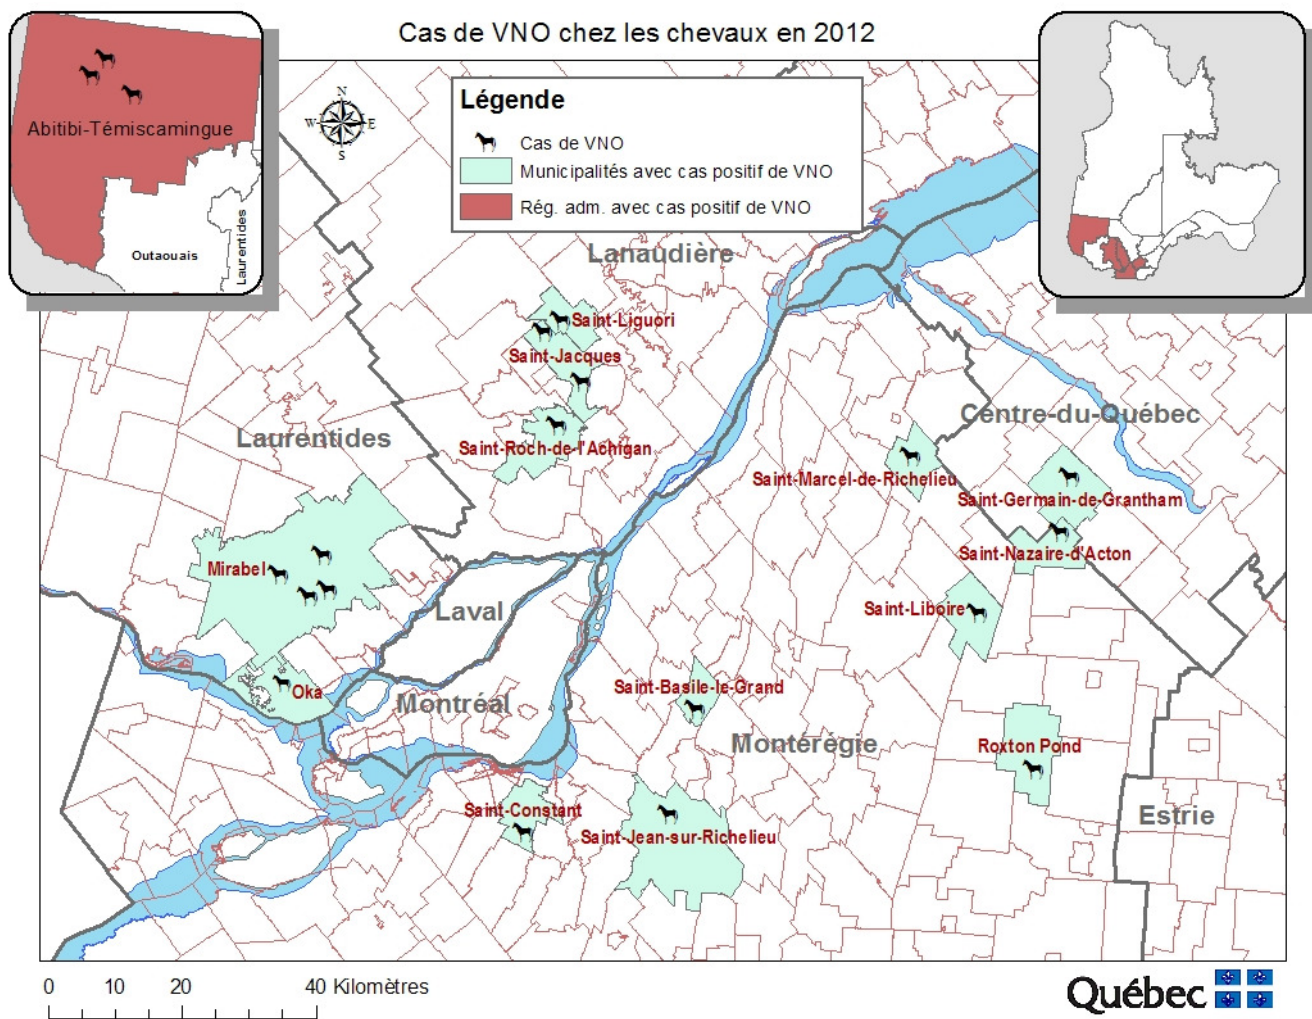 Cas de VNO chez les chevaux en 2012
Abitibi-Témiscamingue
Outaouais
Laurentides
N
W
E
S
Légende
Cas de VNO
Municipalités avec cas positif de VNO
Rég. adm. avec cas positif de VNO
Lanaudière
Saint-Liguori
Saint-Jacques
Centre-du-Québec
Laurentides
Saint-Roch-de-l'Achigan
Saint-Marcel-de-Richelieu
Saint-Germain-de-Grantham
Saint-Nazaire-d'Acton
Mirabel
Laval
Saint-Liboire
Oka
Saint-Basile-le-Grand
Montréal
Montérégie
Roxton Pond
Saint-Constant
Estrie
Saint-Jean-sur-Richelieu
0 10 20 40 Kilomètres
Québec